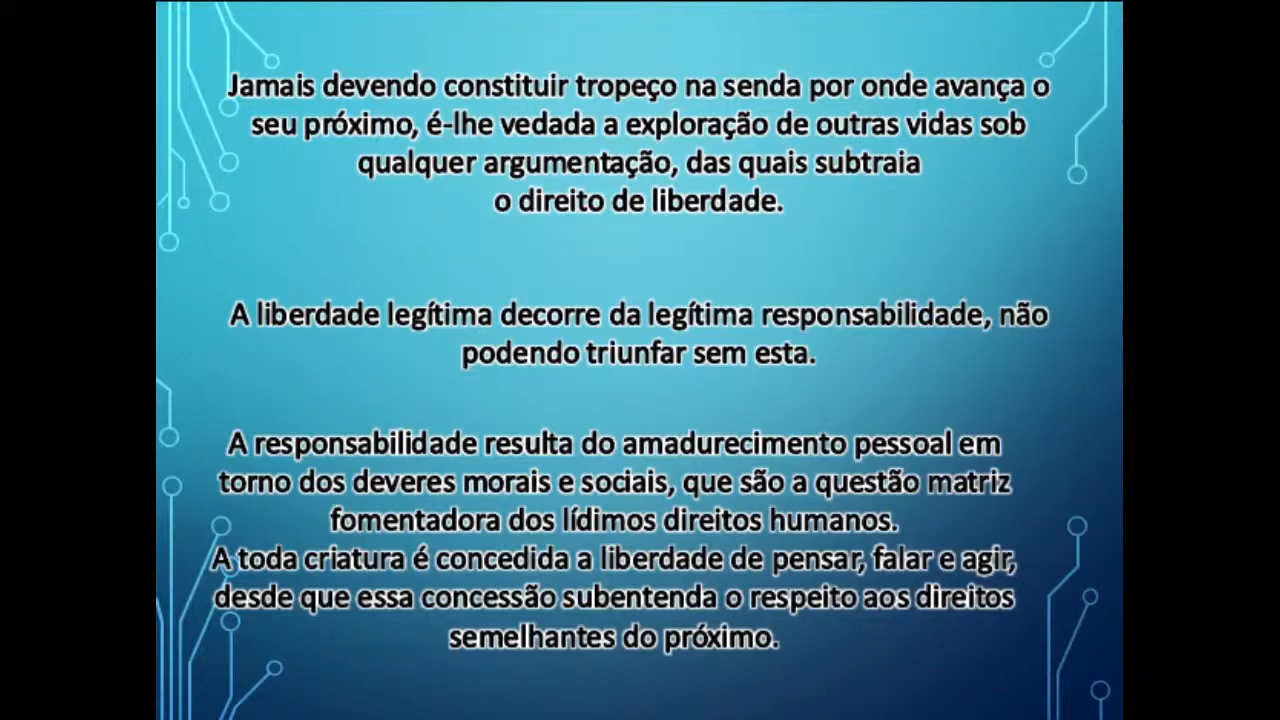 Jamais devendo constituir tropeço na senda por onde avança o
seu próximo, é-lhe vedada a exploração de outras vidas sob
qualquer argumentação, das quais subtraia
o direito de liberdade.
A liberdade legítima decorre da legítima responsabilidade, não
podendo triunfar sem esta.
A responsabilidade resulta do amadurecimento pessoal em
torno dos deveres morais e sociais, que são a questão matriz
fomentadora dos lídimos direitos humanos.
A toda criatura é concedida a liberdade de pensar, falar e agir,
desde que essa concessão subentenda o respeito aos direitos
semelhantes do próximo.